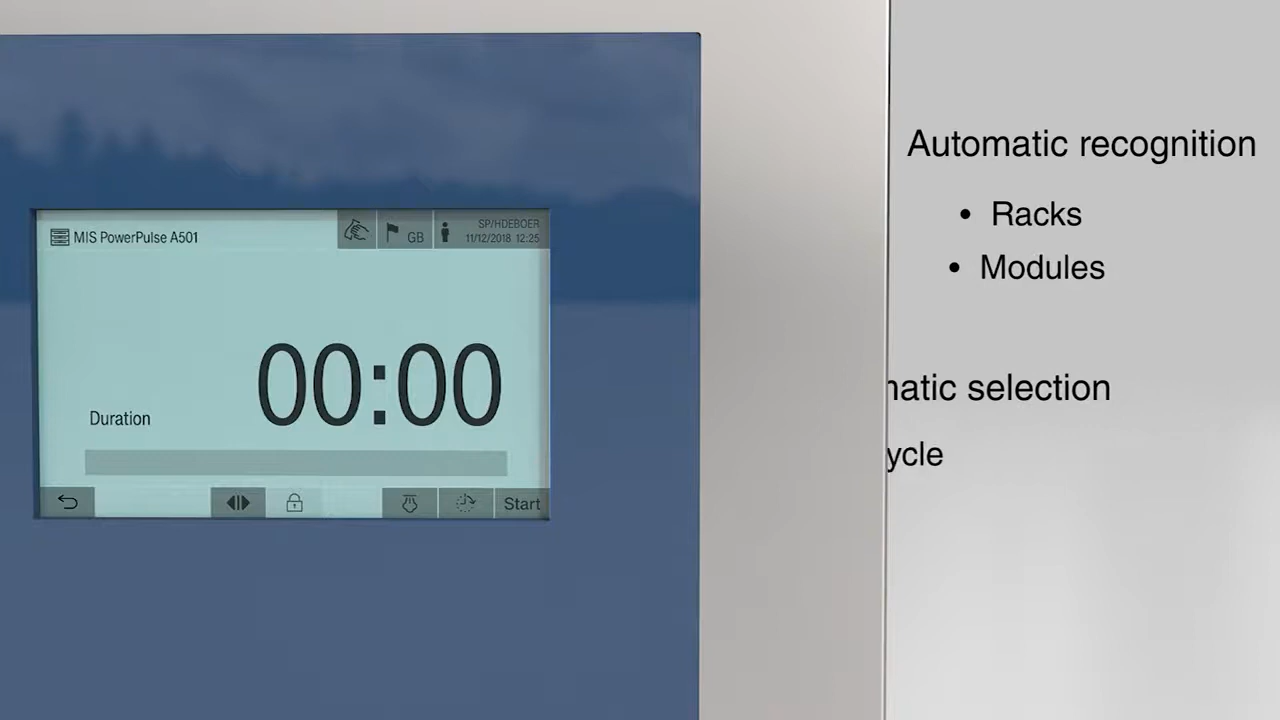 MIS PowerPulse A501
GB
SP/HDEBOER
11/12/2018 12:25
00:00
Duration
Start
Automatic recognition
• Racks
• Modules
matic selection
ycle